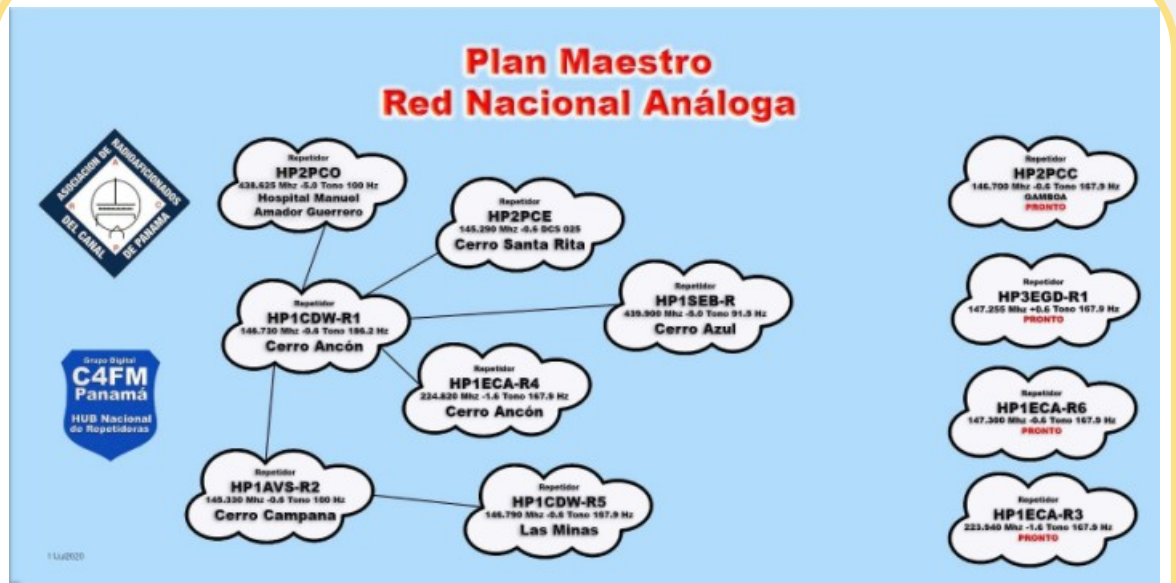 Plan Maestro
Red Nacional Análoga
ASOCIACION DE RADIOAFICIONADOS
DEL CANAL DE PANAMA
A
R
C
P
Grupo Digital
C4FM
Panamá
HUB Nacional
de Repetidoras
Repetidor
HP2PCO
438.625 Mhz -5.0 Tono 100 Hz
Hospital Manuel
Amador Guerrero
Repetidor
HP2PCE
145.290 Mhz -0.6 DCS 025
Cerro Santa Rita
Repetidor
HP1CDW-R1
146.730 Mhz -0.6 Tono 186.2 Hz
Cerro Ancón
Repetidor
HP1SEB-R
439.900 Mhz -5.0 Tono 91.5 Hz
Cerro Azul
Repetidor
HP1ECA-R4
224.820 Mhz -1.6 Tono 167.9 Hz
Cerro Ancón
Repetidor
HP1AVS-R2
145.330 Mhz -0.6 Tono 100 Hz
Cerro Campana
Repetidor
HP1CDW-R5
146.790 Mhz -0.6 Tono 167.9 Hz
Las Minas
Repetidor
HP2PCC
146.700 Mhz -0.6 Tono 167.9 Hz
GAMBOA
PRONTO
Repetidor
HP3EGD-R1
147.255 Mhz +0.6 Tono 167.9 Hz
PRONTO
Repetidor
HP1ECA-R6
147.300 Mhz -0.6 Tono 167.9 Hz
PRONTO
Repetidor
HP1ECA-R3
223.940 Mhz -1.6 Tono 167.9 Hz
PRONTO